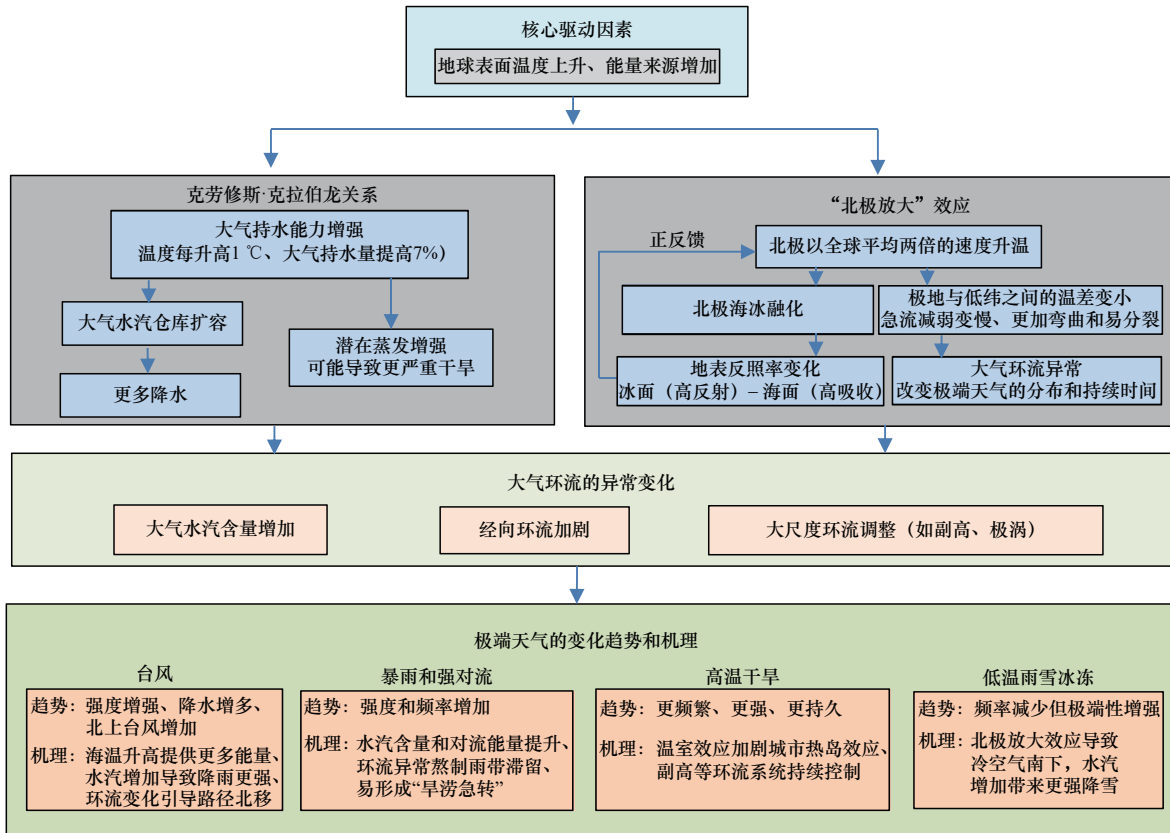 核心驱动因素
地球表面温度上升、能量来源增加
克劳修斯·克拉伯龙关系
大气持水能力增强
温度每升高1 ℃、大气持水量提高7%）
大气水汽仓库扩容
更多降水
潜在蒸发增强
可能导致更严重干旱
“北极放大”效应
正反馈
北极以全球平均两倍的速度升温
北极海冰融化
极地与低纬之间的温差变小
急流减弱变慢、更加弯曲和易分裂
地表反照率变化
冰面（高反射）– 海面（高吸收）
大气环流异常
改变极端天气的分布和持续时间
大气环流的异常变化
大气水汽含量增加
经向环流加剧
大尺度环流调整（如副高、极涡）
极端天气的变化趋势和机理
台风
趋势：强度增强、降水增多、
北上台风增加
机理：海温升高提供更多能量、
水汽增加导致降雨更强、
环流变化引导路径北移
暴雨和强对流
趋势：强度和频率增加
机理：水汽含量和对流能量提升、
环流异常熬制雨带滞留、
易形成“旱涝急转”
高温干旱
趋势：更频繁、更强、更持久
机理：温室效应加剧城市热岛效应、
副高等环流系统持续控制
低温雨雪冰冻
趋势：频率减少但极端性增强
机理：北极放大效应导致
冷空气南下，水汽
增加带来更强降雪